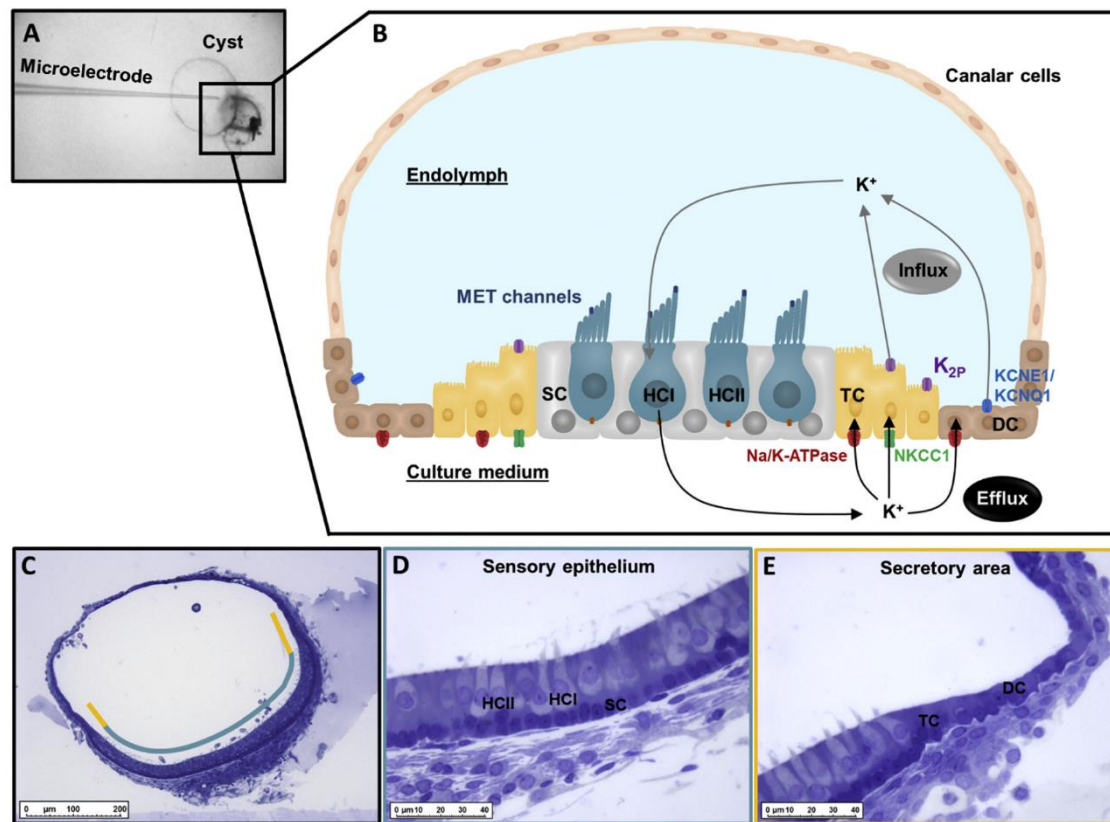 A
Cyst
Microelectrode
B
Canalar cells
Endolymph
K⁺
Influx
MET channels
K₂P
KCNE1/
KCNQ1
SC
HCI
HCII
TC
DC
Na/K-ATPase
NKCC1
Culture medium
K⁺
Efflux
C
0 µm 100 200
D
Sensory epithelium
HCII
HCI
SC
0 µm 10 20 30 40
E
Secretory area
DC
TC
0 µm 10 20 30 40